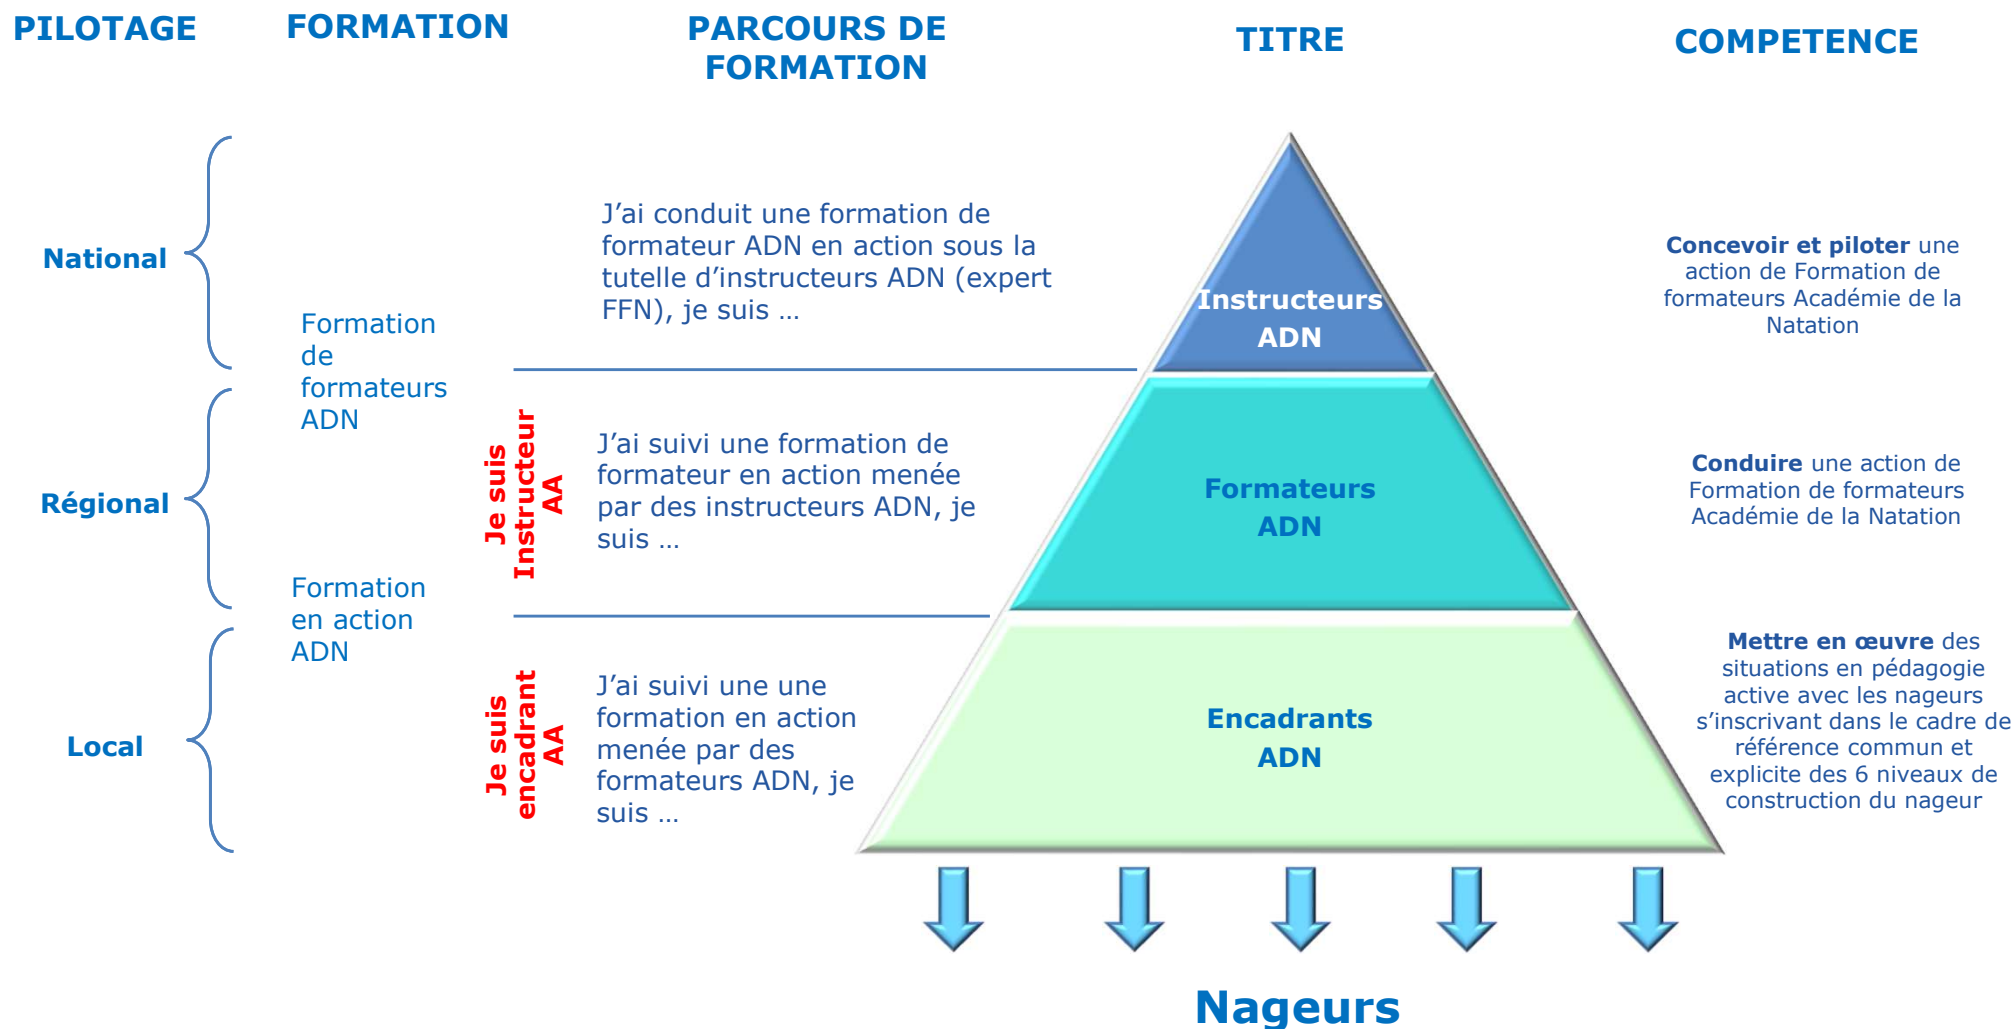 PILOTAGE
FORMATION
PARCOURS DE
FORMATION
TITRE
COMPETENCE
National
Régional
Local
Formation
de
formateurs
ADN
Formation
en action
ADN
J’ai conduit une formation de
formateur ADN en action sous la
tutelle d’instructeurs ADN (expert
FFN), je suis …
Je suis
Instructeur
AA
J’ai suivi une formation de
formateur en action menée
par des instructeurs ADN, je
suis …
Je suis
encadrant
AA
J’ai suivi une une
formation en action
menée par des
formateurs ADN, je
suis …
Instructeurs
ADN
Formateurs
ADN
Encadrants
ADN
Concevoir et piloter une
action de Formation de
formateurs Académie de la
Natation
Conduire une action de
Formation de formateurs
Académie de la Natation
Mettre en œuvre des
situations en pédagogie
active avec les nageurs
s’inscrivant dans le cadre de
référence commun et
explicite des 6 niveaux de
construction du nageur
Nageurs